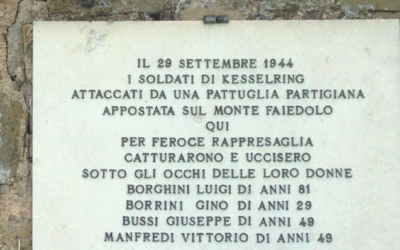 IL 29 SETTEMBRE 1944
I SOLDATI DI KESSELRING
ATTACCATI DA UNA PATTUGLIA PARTIGIANA
APPOSTATA SUL MONTE FAIEDOLO
QUI
PER FEROCE RAPPRESAGLIA
CATTURARONO E UCCISERO
SOTTO GLI OCCHI DELLE LORO DONNE
BORGHINI LUIGI DI ANNI 81
BORRINI GINO DI ANNI 29
BUSSI GIUSEPPE DI ANNI 49
MANFREDI VITTORIO DI ANNI 49